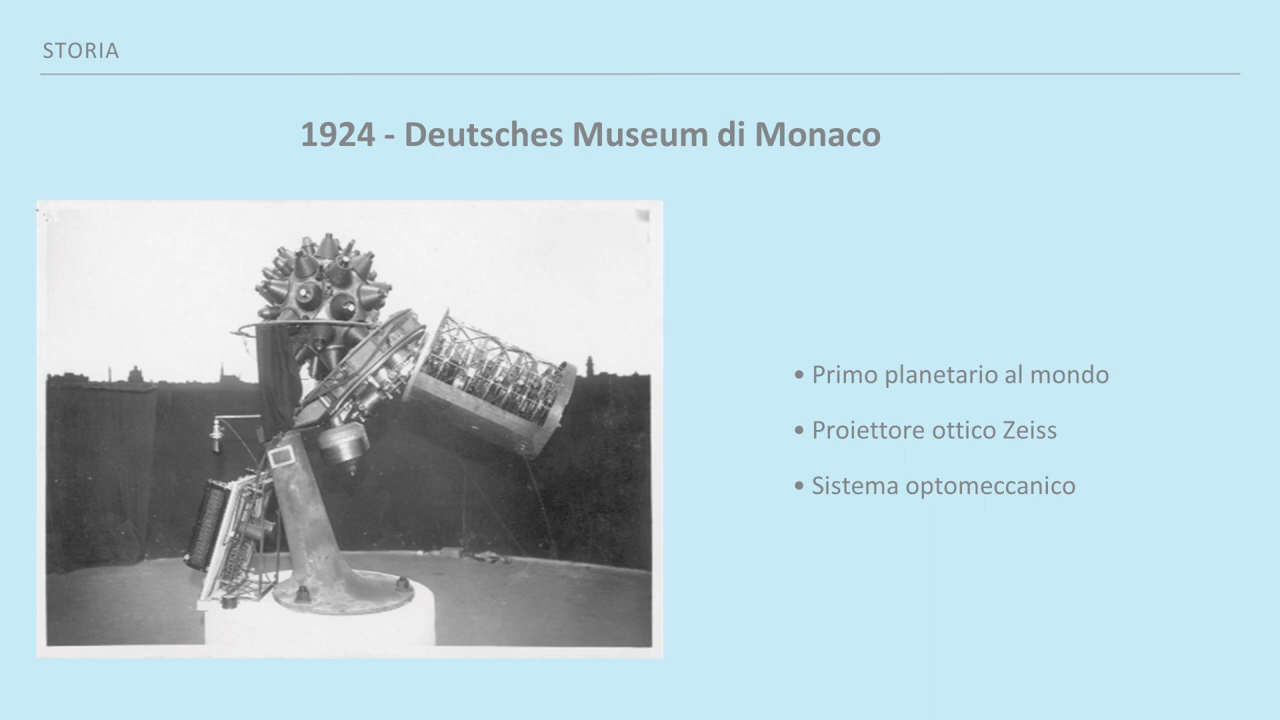 STORIA
1924 - Deutsches Museum di Monaco
• Primo planetario al mondo
• Proiettore ottico Zeiss
• Sistema optomeccanico